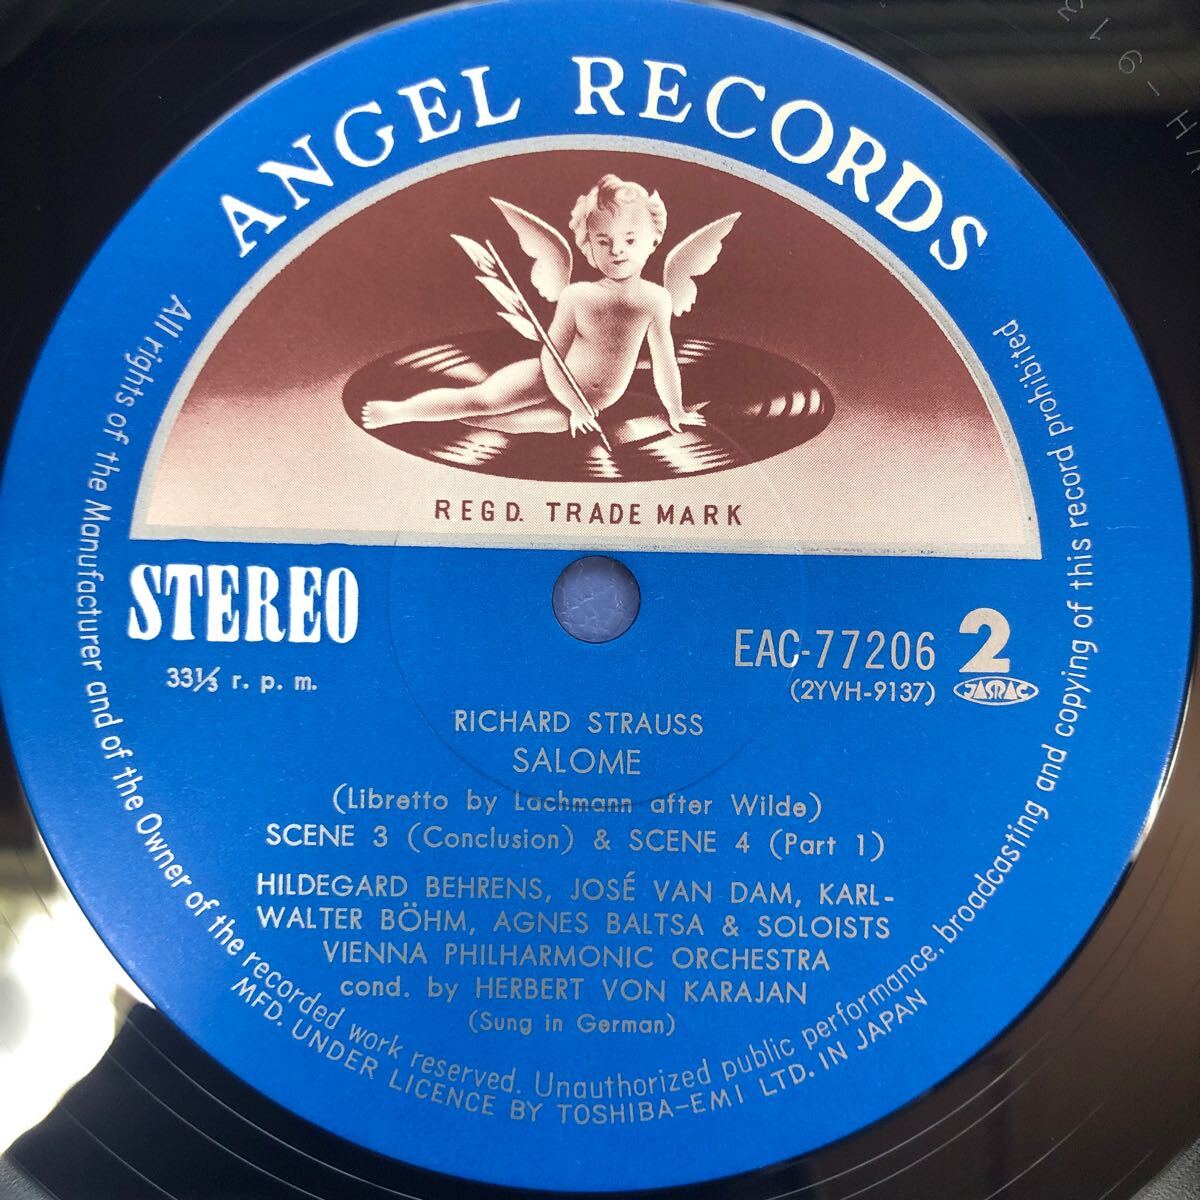 ANGEL RECORDS
REGD. TRADE MARK
STEREO
33⅓ r. p. m.
EAC-77206 2
(2YVH-9137) JASRAC
RICHARD STRAUSS
SALOME
(Libretto by Lachmann after Wilde)
SCENE 3 (Conclusion) & SCENE 4 (Part 1)
HILDEGARD BEHRENS, JOSÉ VAN DAM, KARL-
WALTER BÖHM, AGNES BALTSA & SOLOISTS
VIENNA PHILHARMONIC ORCHESTRA
cond. by HERBERT VON KARAJAN
(Sung in German)
All rights of the Manufacturer and of the Owner of the recorded work reserved. Unauthorized public performance, broadcasting and copying of this record prohibited
MFD. UNDER LICENCE BY TOSHIBA-EMI LTD. IN JAPAN